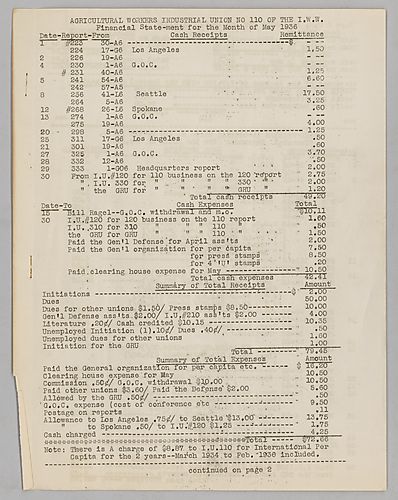 AGRICULTURAL WORKERS INDUSTRIAL UNION NO 110 OF THE I.W.W.
Financial State-ment for the Month of May 1936
Date-Report-From Cash Receipts Remittance
1 #223 30-A6 $ - -
224 17-G6 Los Angeles 1.50
2 226 19-A6 - -
4 230 1-A6 G.O.C. - -
# 231 40-A6 1.25
5 241 54-A6 6.60
242 57-A5 - -
8 256 41-L6 Seattle 17.50
264 5-A6 3.25
12 #268 26-L6 Spokane .60
13 274 1-A6 G.O.C. - -
275 19-A6 - -
20 298 5-A6 1.25
25 311 17-G6 Los Angeles .50
21 301 19-A6 .60
27 325 1-A6 G.O.C. 3.70
28 332 12-A6 .50
29 333 1-G06 Headquarters report 2.00
30 From I.U.#120 for 110 business on the 120 report 2.75
" I.U. 330 for " " " " 330 " 2.00
" the GRU for " " " " GRU " 1.20
Total cash receipts 49.20
Date-To Cash Expenses Total
15 Bill Ragel--G.O.C. withdrawal and m.o. $10.11
30 I.U.#120 for 120 business on the 110 report 1.60
I.U. 310 for 310 " " " 110 " .50
the GRU for GRU " " " 110 " 1.50
Paid the Gen'l Defense for April ass'ts 2.00
Paid the Gen'l organization for per capita 7.50
for press stamps 8.50
for 4 'U' stamps .20
Paid clearing house expense for May 10.50
Total cash expenses 42.41
Summary of Total Receipts Amount
Initiations $ 2.00
Dues 50.00
Dues for other unions $1.50/ Press stamps $8.50 10.00
Gen'l Defense ass'ts $2.00/ I.U.#210 ass'ts $2.00 4.00
Literature .20¢/ Cash credited $10.15 10.35
Unemployed Initiation (1).10¢/ Dues .40¢/ .50
Unemployed dues for other unions 1.60
Initiation for the GRU 1.00
Total 79.45
Summary of Total Expenses Amount
Paid the General organization for per capita etc. $ 16.20
Clearing house expense for May 10.50
Commission .50¢/ G.O.C. withdrawal $10.00 10.50
Paid other unions $3.60/ Paid the Defense $2.00 5.60
Allowed by the GRU .50¢/ .50
G.O.C. expense (cost of conference etc 9.50
Postage on reports .11
Allowance to Los Angeles .75¢/ to Seattle $13.00 13.75
" to Spokane .50/ to I.U.#120 $1.25 1.75
Cash charged 4.25
Total $72.66
Note: There is a charge of $8.87 to I.U.110 for International Per
Capita for the 2 years--March 1934 to Feb. 1936 included.
continued on page 2